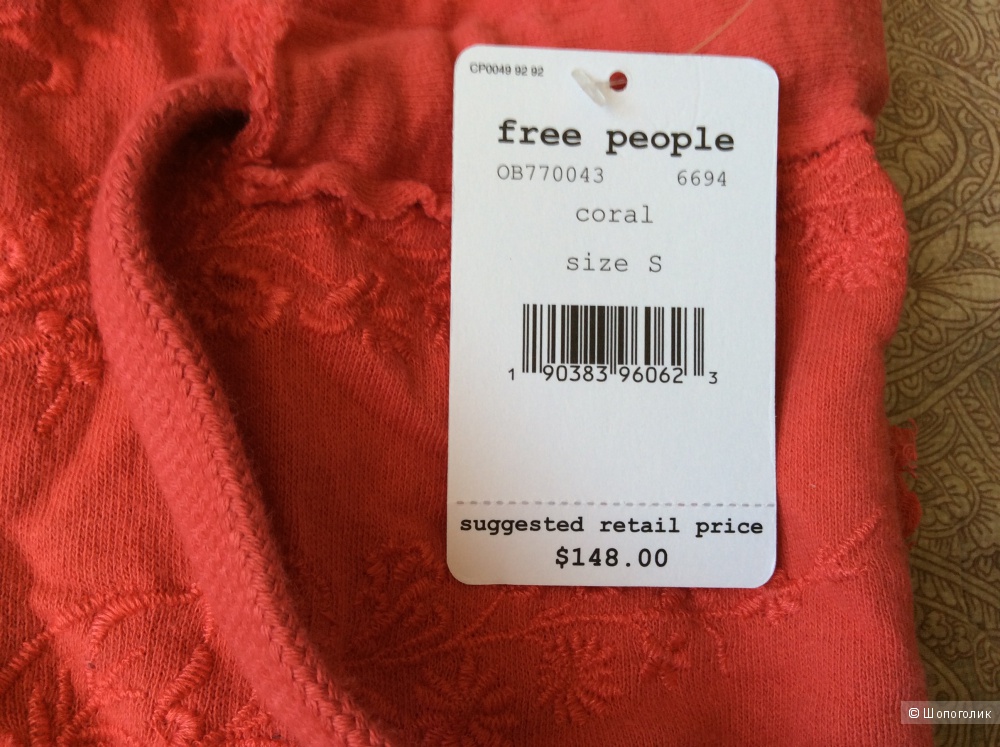 CP0049 92 92
free people
OB770043 6694
coral
size S
1 90383 96062 3
suggested retail price
$148.00
© Шопоголик